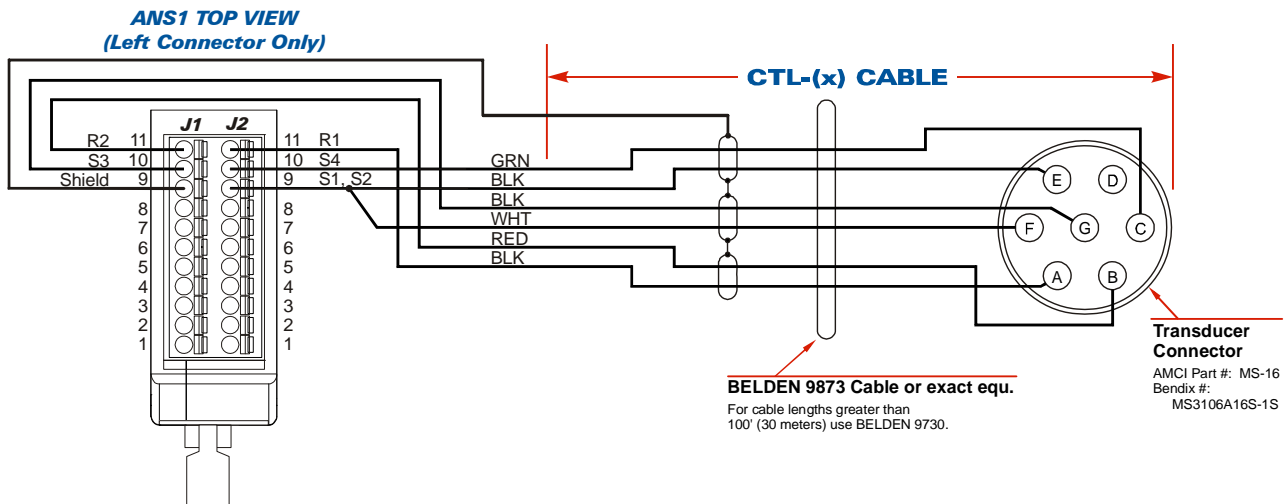 ANS1 TOP VIEW
(Left Connector Only)
CTL-(x) CABLE
J1 J2
R2 11 11 R1
S3 10 10 S4
Shield 9 9 S1, S2
8 8
7 7
6 6
5 5
4 4
3 3
2 2
1 1
GRN
BLK
BLK
WHT
RED
BLK
E D
F G C
A B
Transducer
Connector
AMCI Part #: MS-16
Bendix #:
MS3106A16S-1S
BELDEN 9873 Cable or exact equ.
For cable lengths greater than
100' (30 meters) use BELDEN 9730.